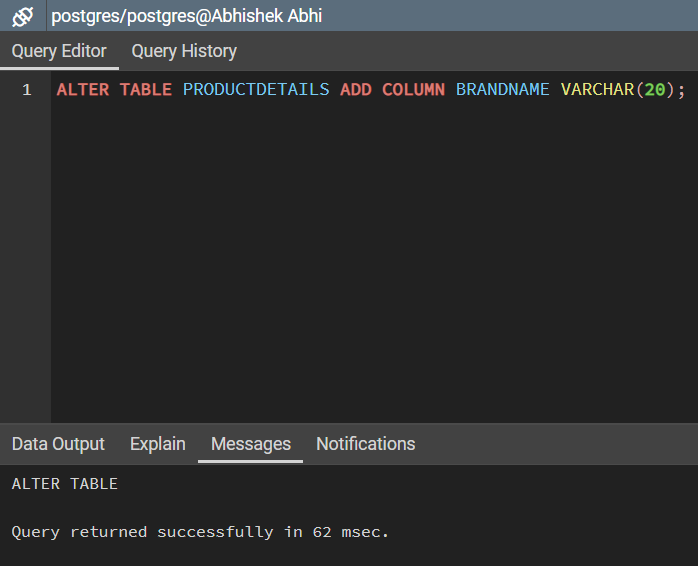 postgres/postgres@Abhishek Abhi
Query Editor Query History
1 ALTER TABLE PRODUCTDETAILS ADD COLUMN BRANDNAME VARCHAR(20);
Data Output Explain Messages Notifications
ALTER TABLE
Query returned successfully in 62 msec.